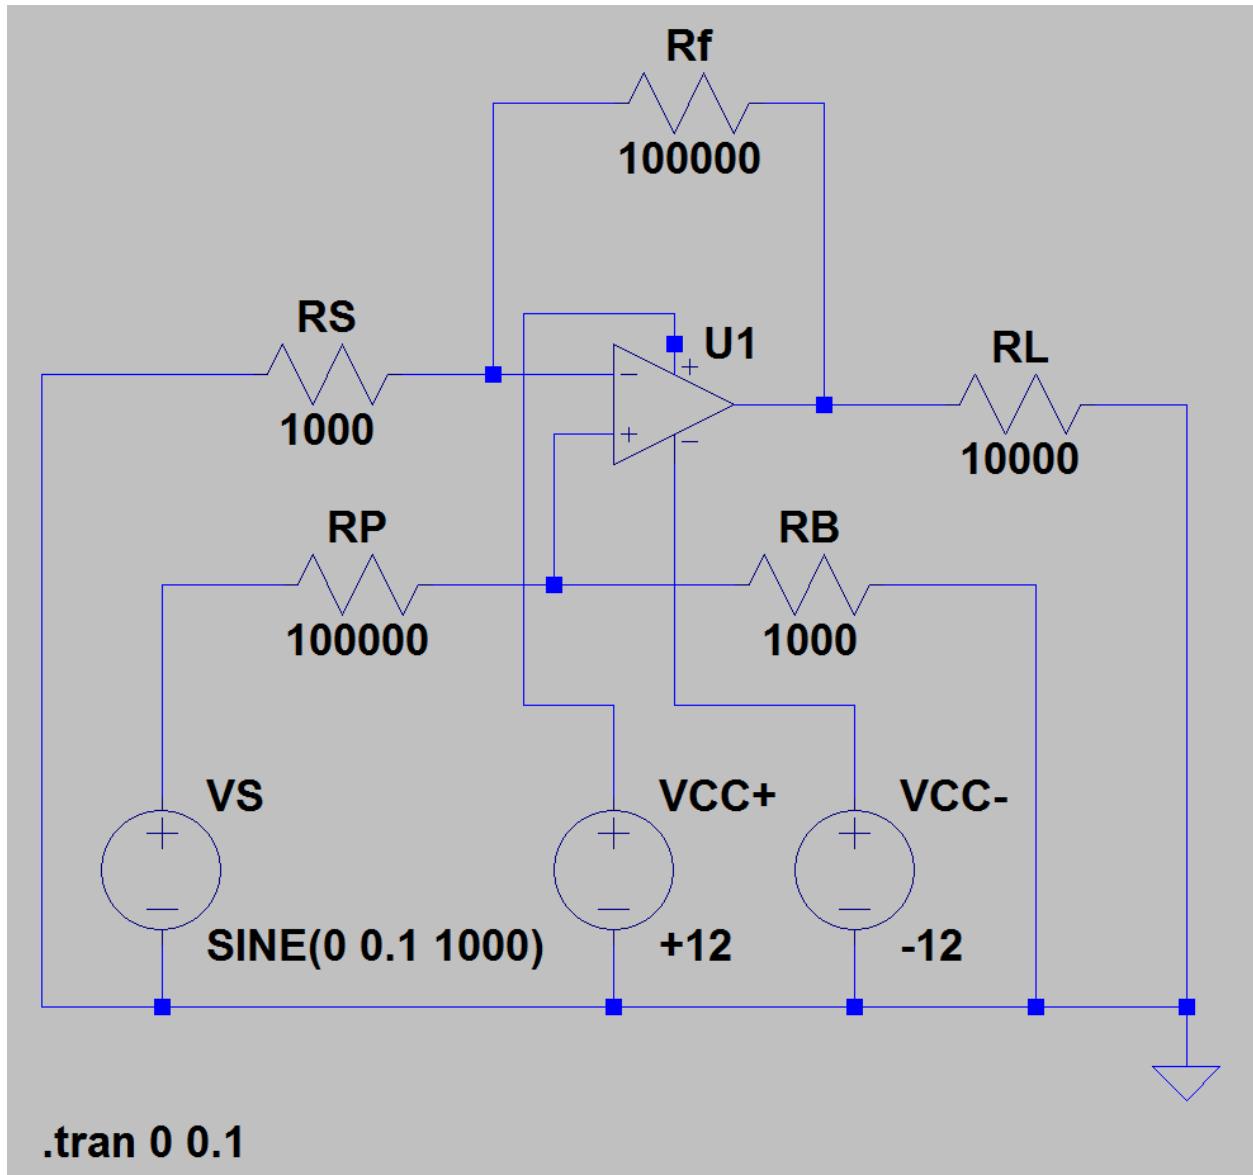 Rf
100000
RS
1000
U1
RL
10000
RP
100000
RB
1000
VS
SINE(0 0.1 1000)
VCC+
+12
VCC-
-12
.tran 0 0.1